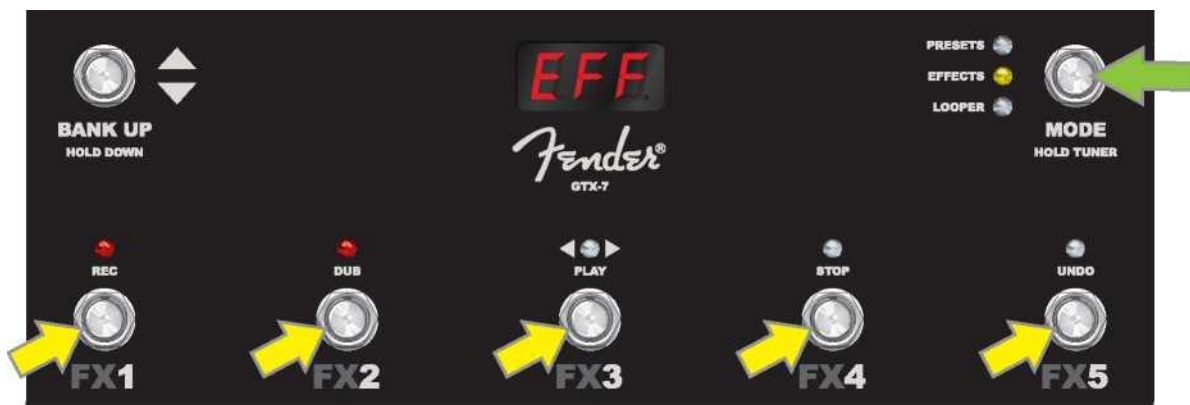 EFF
PRESETS
EFFECTS
LOOPER
BANK UP
HOLD DOWN
Fender®
GTX-7
MODE
HOLD TUNER
REC
DUB
PLAY
STOP
UNDO
FX1
FX2
FX3
FX4
FX5